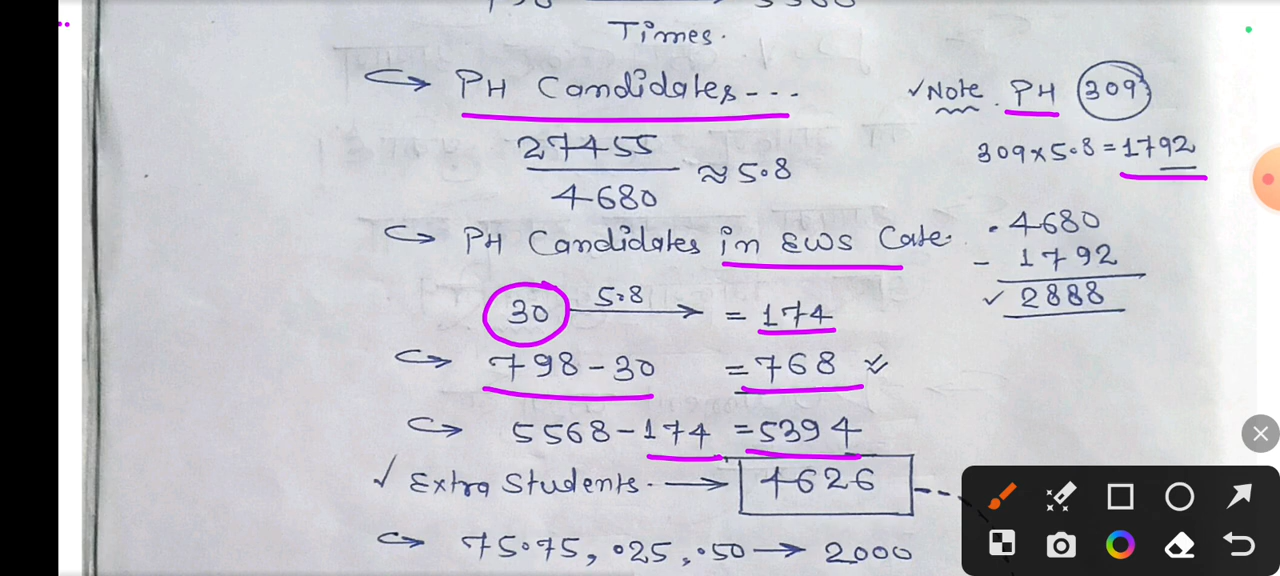 Times.
↪ PH Candidates---
27455
4680
≈ 5.8
↪ PH Candidates in EWS Cate.
30 5.8 → = 174
↪ 798-30 = 768
↪ 5568-174 = 5394
✓ Extra Students. → 4626
↪ 75.75, .25, .50 → 2000
✓ Note. PH 309
309×5.8 = 1792
4680
- 1792
✓ 2888